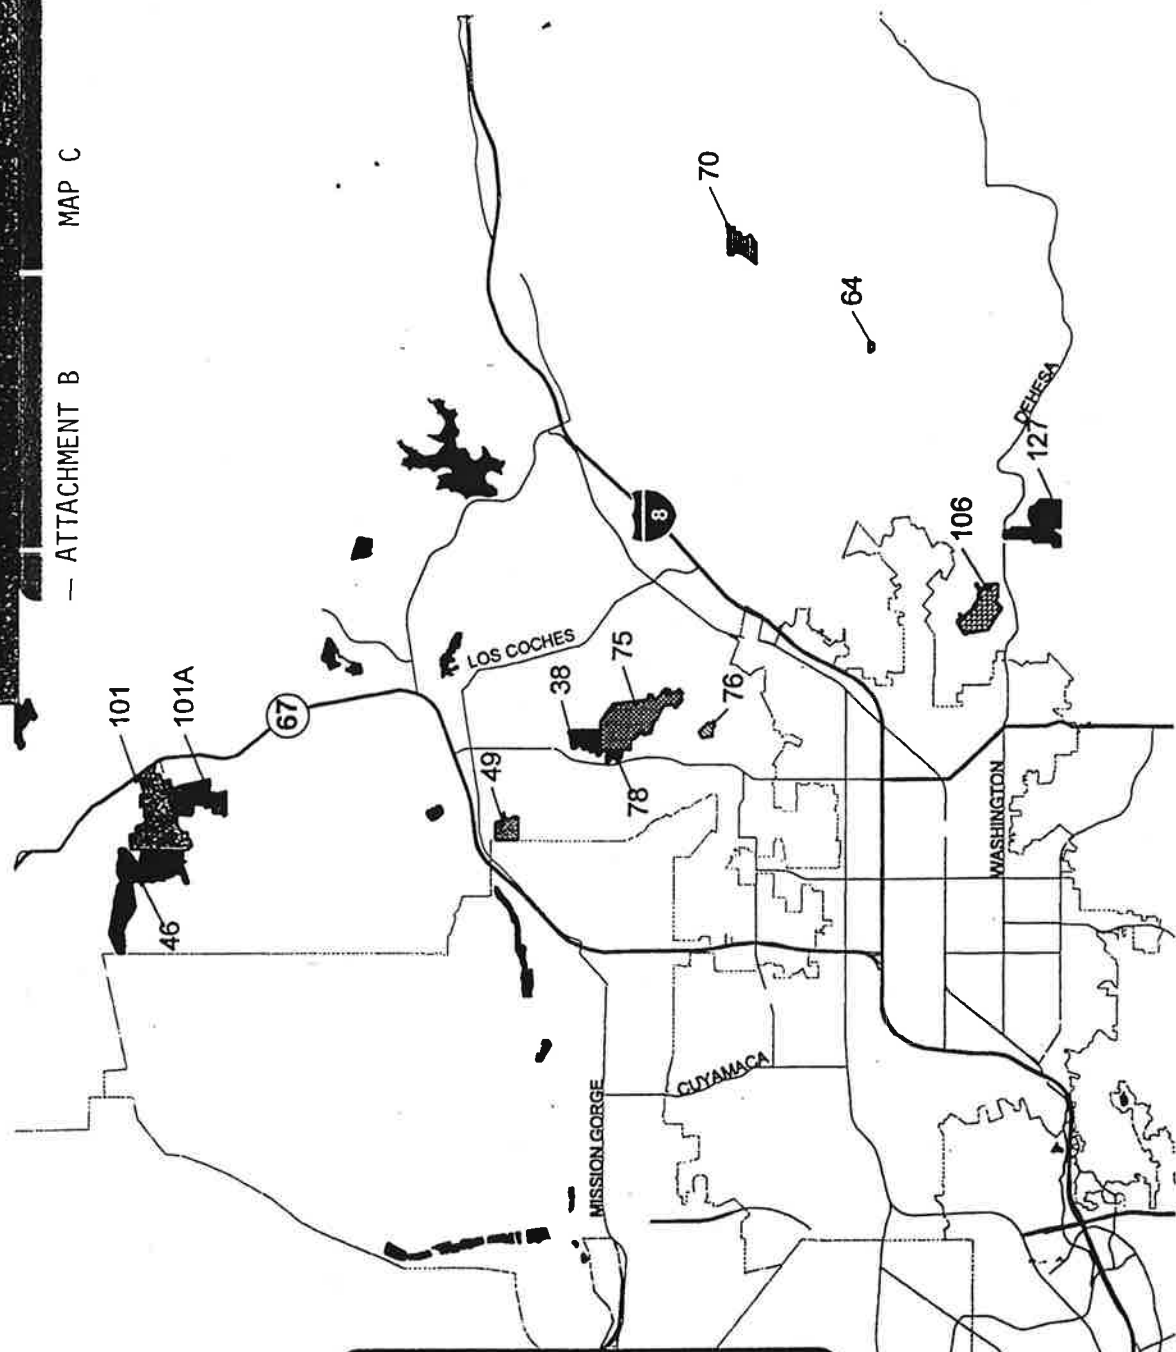 — ATTACHMENT B MAP C
70
64
DEHESA
127
106
8
101
101A
67
LOS COCHES
38
75
76
49
78
46
WASHINGTON
CUYAMACA
MISSION GORGE